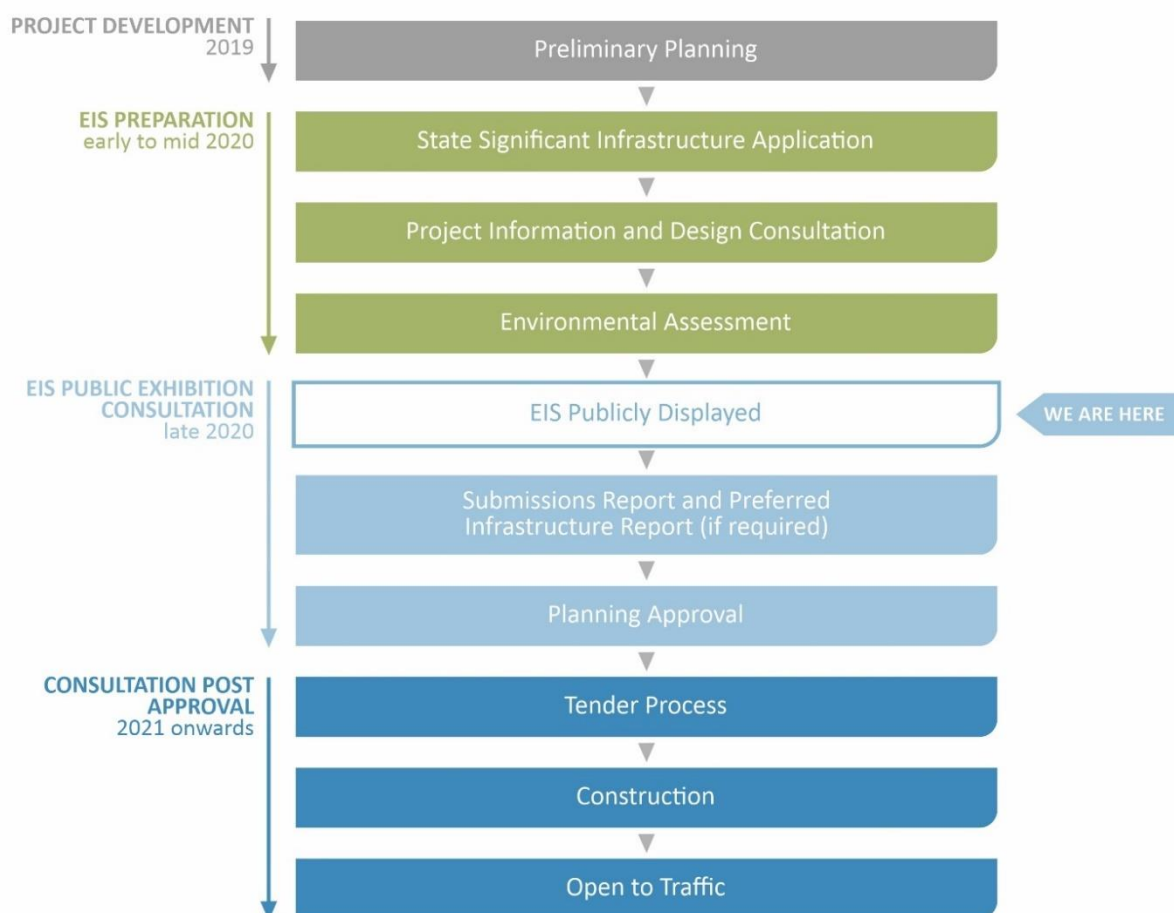 PROJECT DEVELOPMENT
2019
Preliminary Planning
EIS PREPARATION
early to mid 2020
State Significant Infrastructure Application
Project Information and Design Consultation
Environmental Assessment
EIS PUBLIC EXHIBITION
CONSULTATION
late 2020
EIS Publicly Displayed
WE ARE HERE
Submissions Report and Preferred
Infrastructure Report (if required)
Planning Approval
CONSULTATION POST
APPROVAL
2021 onwards
Tender Process
Construction
Open to Traffic